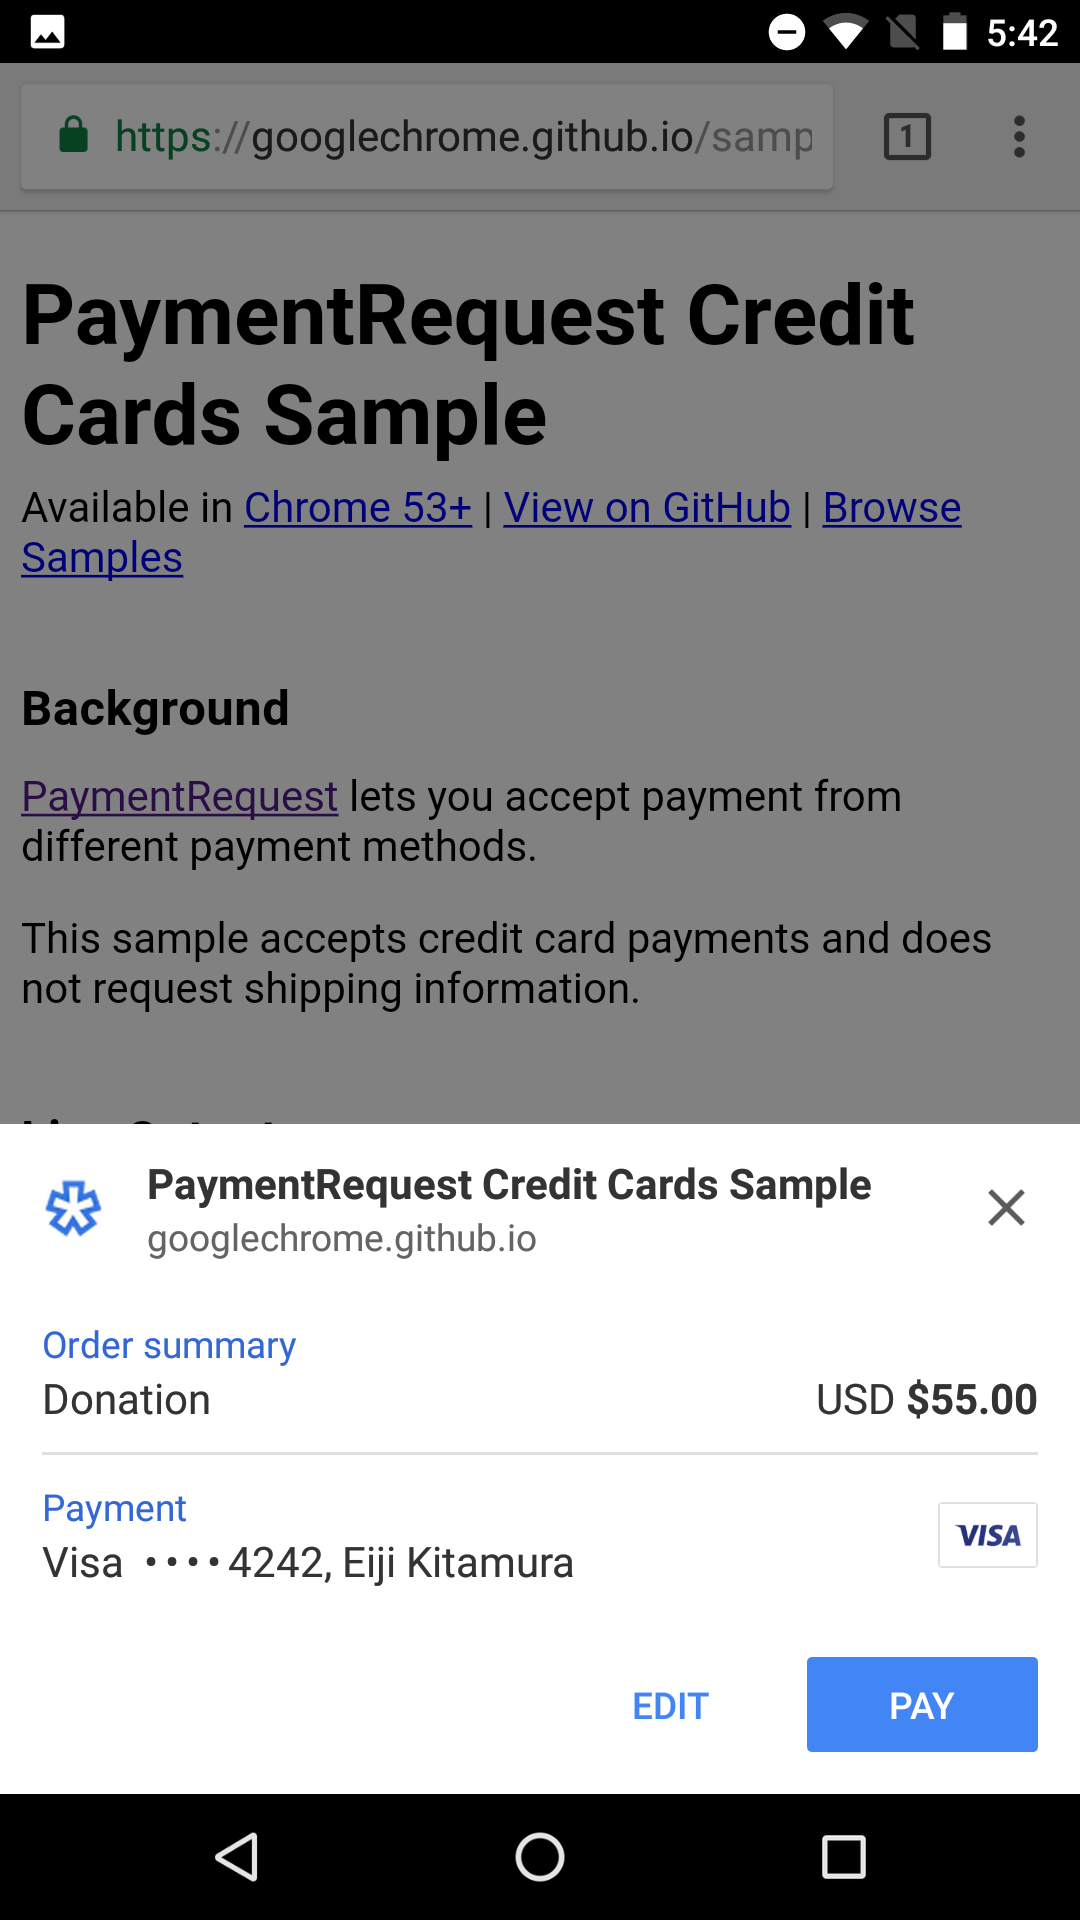 5:42
https://googlechrome.github.io/samp
1
PaymentRequest Credit
Cards Sample
Available in Chrome 53+ | View on GitHub | Browse
Samples
Background
PaymentRequest lets you accept payment from
different payment methods.
This sample accepts credit card payments and does
not request shipping information.
PaymentRequest Credit Cards Sample
googlechrome.github.io
Order summary
Donation USD $55.00
Payment
VISA
Visa ••••4242, Eiji Kitamura
EDIT PAY